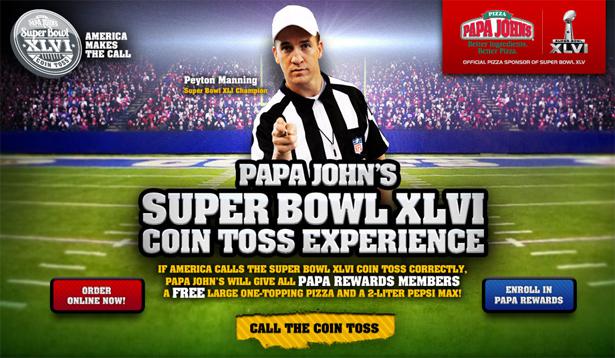 PAPA JOHN'S
Super Bowl
XLVI
COIN TOSS
AMERICA
MAKES
THE CALL
PIZZA
PAPA JOHN'S
Better Ingredients.
Better Pizza.
SUPER BOWL
XLVI
OFFICIAL PIZZA SPONSOR OF SUPER BOWL XLV
Peyton Manning
Super Bowl XLI Champion
NFL
PAPA JOHN'S
SUPER BOWL XLVI
COIN TOSS EXPERIENCE
IF AMERICA CALLS THE SUPER BOWL XLVI COIN TOSS CORRECTLY,
PAPA JOHN'S WILL GIVE ALL PAPA REWARDS MEMBERS
A FREE LARGE ONE-TOPPING PIZZA AND A 2-LITER PEPSI MAX!
ORDER
ONLINE NOW!
ENROLL IN
PAPA REWARDS
CALL THE COIN TOSS